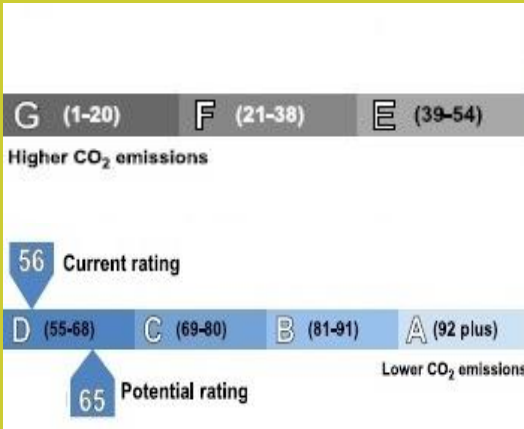 G (1-20) F (21-38) E (39-54)
Higher CO₂ emissions
56 Current rating
D (55-68) C (69-80) B (81-91) A (92 plus)
Lower CO₂ emissions
65 Potential rating